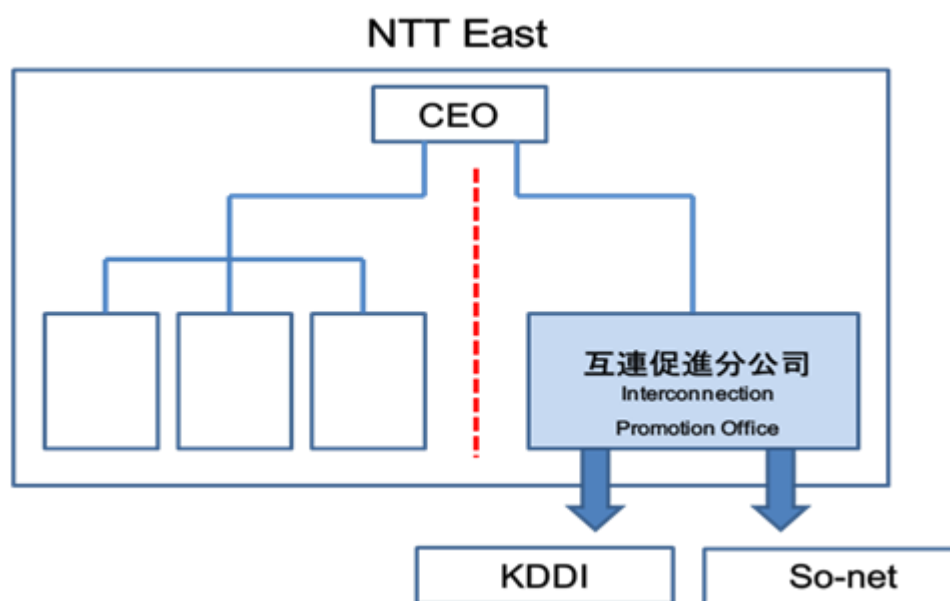 NTT East
CEO
互連促進分公司
Interconnection
Promotion Office
KDDI
So-net